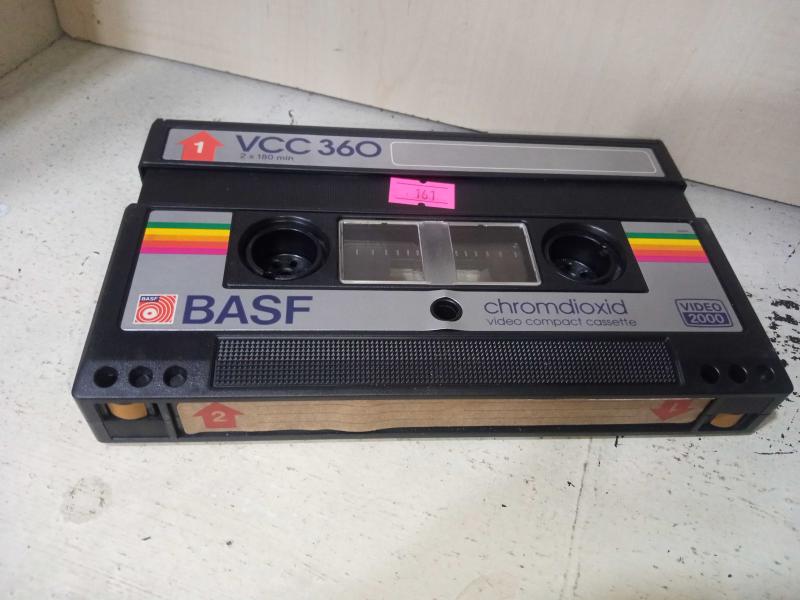 1
VCC 360
2 x 180 min
161
BASF
BASF
chromdioxid
video compact cassette
VIDEO
2000
2
1